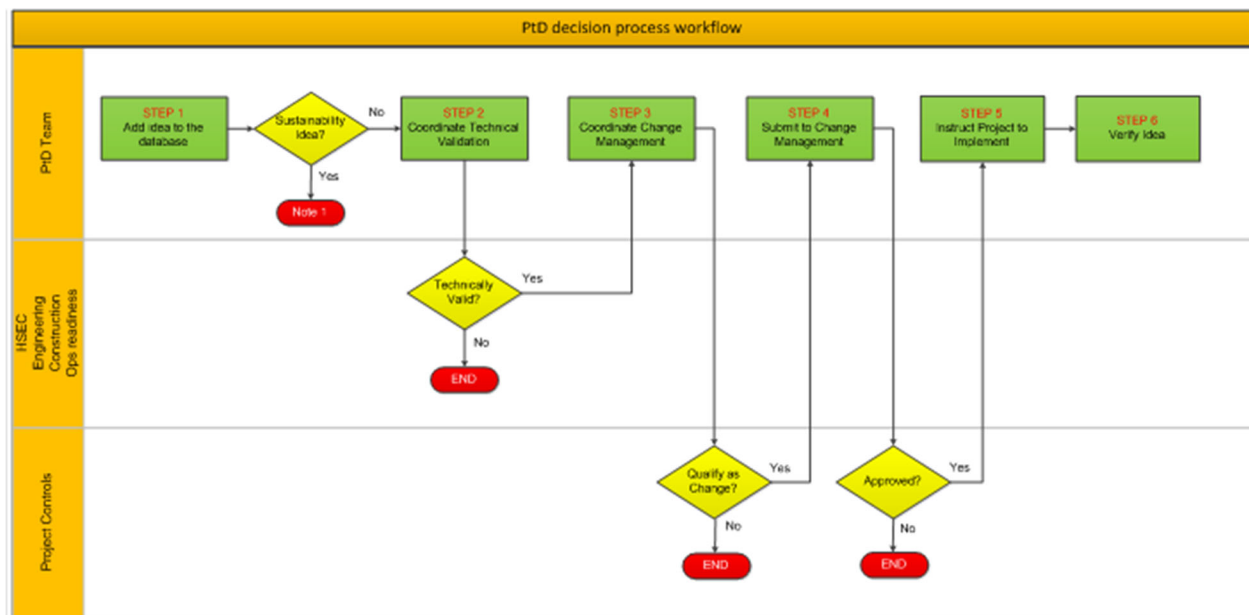 PtD decision process workflow
PtD Team
STEP 1
Add idea to the
database
Sustainability
Idea?
No
Yes
Note 1
STEP 2
Coordinate Technical
Validation
STEP 3
Coordinate Change
Management
STEP 4
Submit to Change
Management
STEP 5
Instruct Project to
Implement
STEP 6
Verify Idea
HSEC
Engineering
Construction
Ops readiness
Technically
Valid?
Yes
No
END
Project Controls
Qualify as
Change?
Yes
No
END
Approved?
Yes
No
END